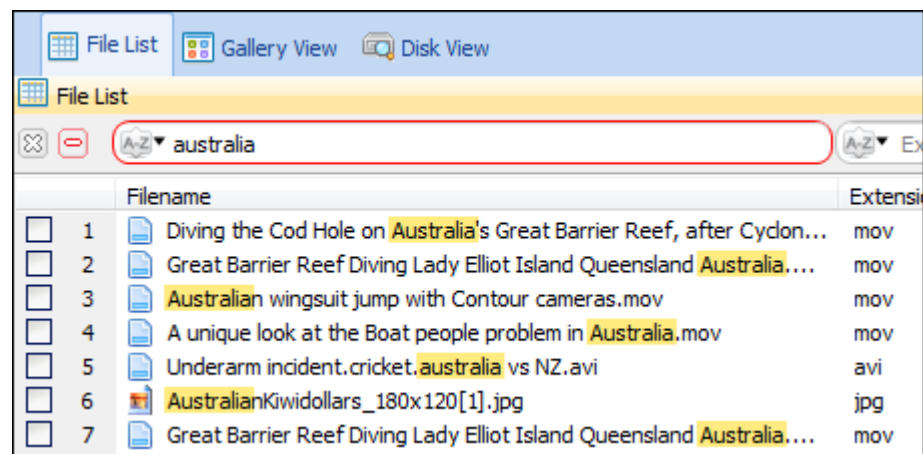 File List Gallery View Disk View
File List
A-Z australia A-Z Ex
Filename Extensi
1 Diving the Cod Hole on Australia's Great Barrier Reef, after Cyclon... mov
2 Great Barrier Reef Diving Lady Elliot Island Queensland Australia.... mov
3 Australian wingsuit jump with Contour cameras.mov mov
4 A unique look at the Boat people problem in Australia.mov mov
5 Underarm incident.cricket.australia vs NZ.avi avi
6 AustralianKiwidollars_180x120[1].jpg jpg
7 Great Barrier Reef Diving Lady Elliot Island Queensland Australia.... mov